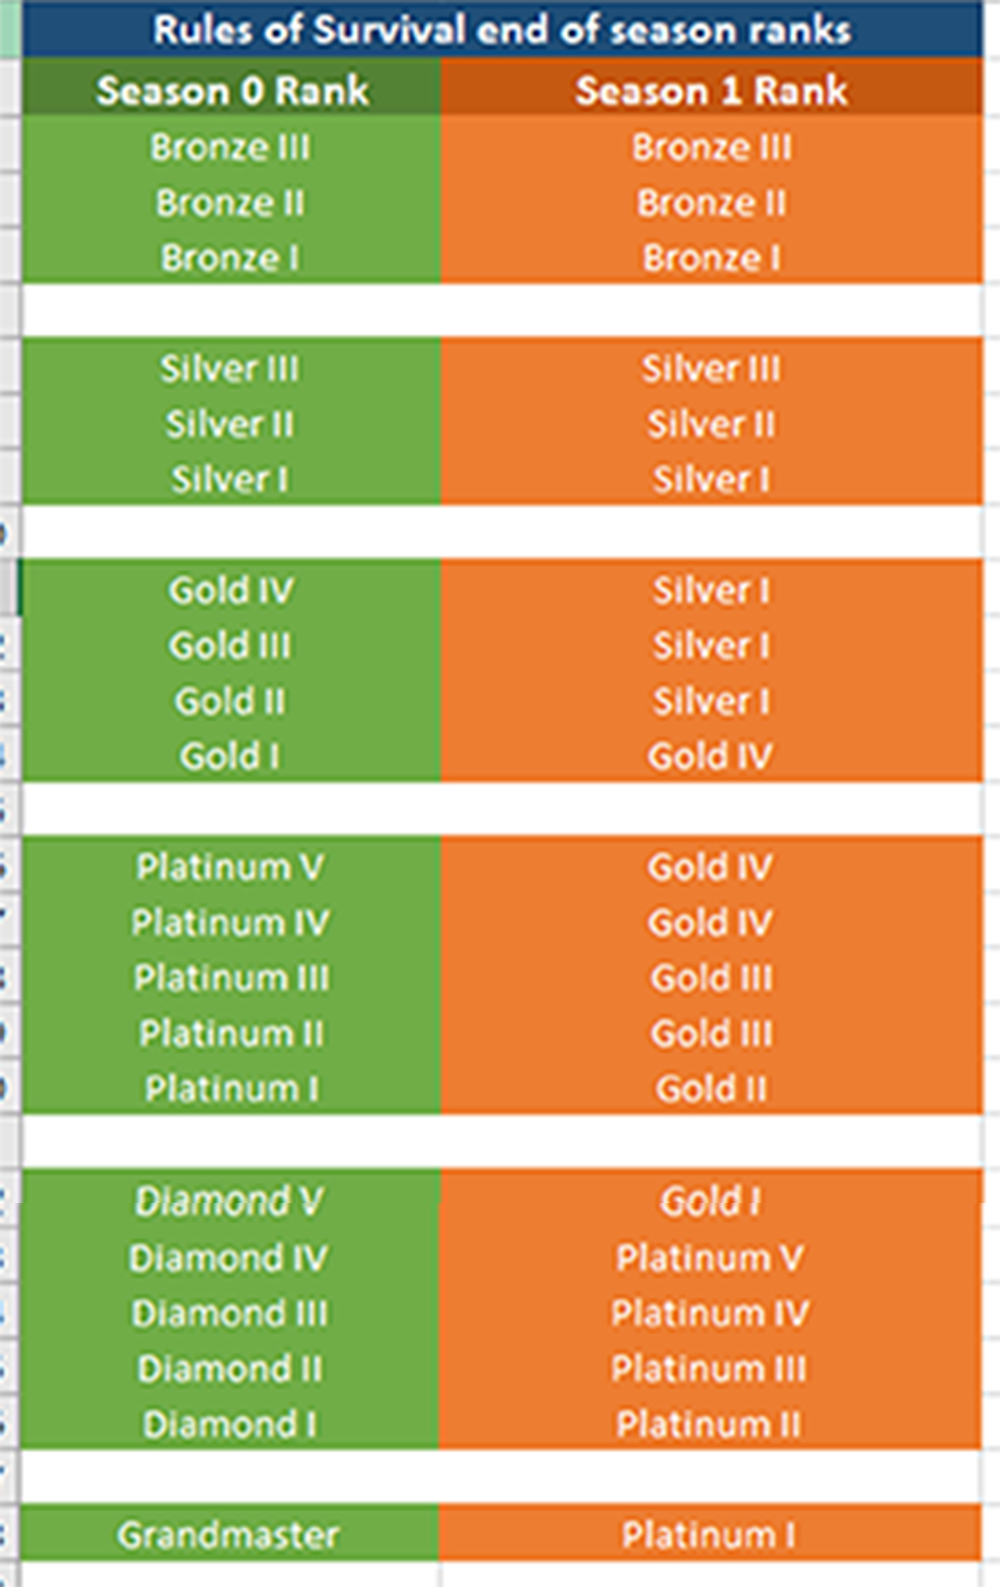 Rules of Survival end of season ranks
Season 0 Rank Season 1 Rank
Bronze III Bronze III
Bronze II Bronze II
Bronze I Bronze I
Silver III Silver III
Silver II Silver II
Silver I Silver I
Gold IV Silver I
Gold III Silver I
Gold II Silver I
Gold I Gold IV
Platinum V Gold IV
Platinum IV Gold IV
Platinum III Gold III
Platinum II Gold III
Platinum I Gold II
Diamond V Gold I
Diamond IV Platinum V
Diamond III Platinum IV
Diamond II Platinum III
Diamond I Platinum II
Grandmaster Platinum I